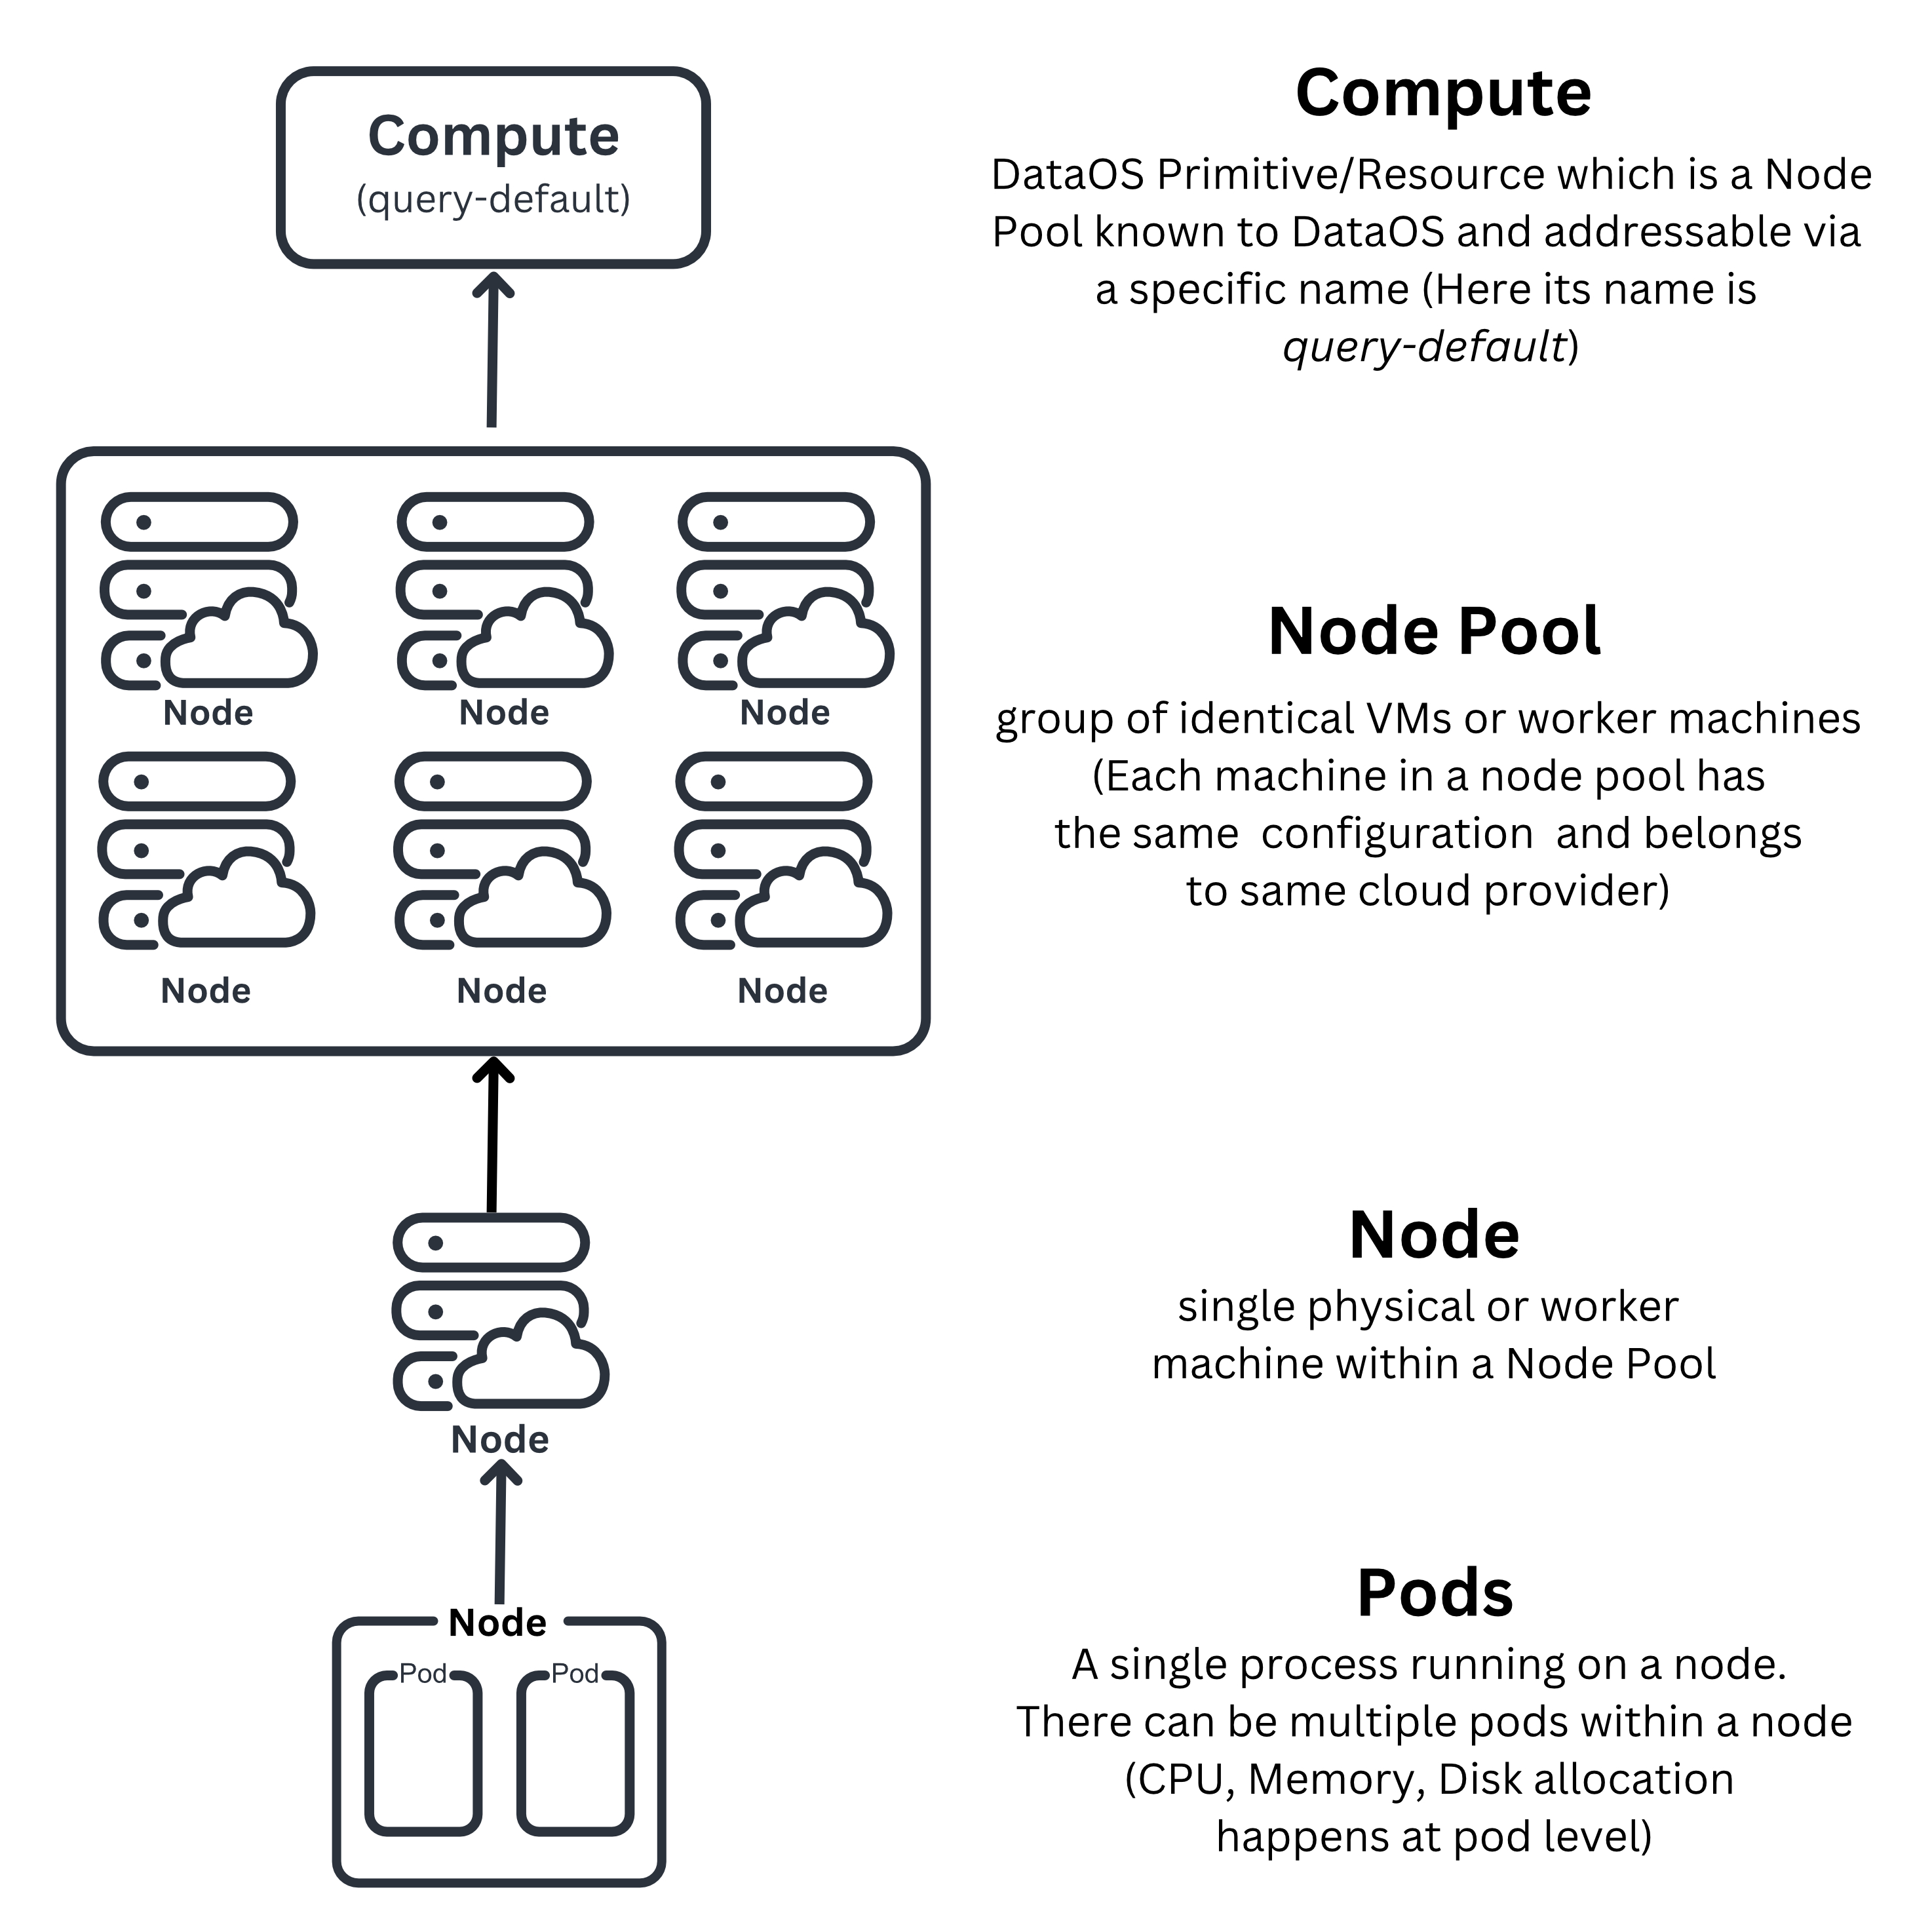 Compute
(query-default)
Compute
DataOS Primitive/Resource which is a Node
Pool known to DataOS and addressable via
a specific name (Here its name is
query-default)
Node Node Node
Node Node Node
Node Pool
group of identical VMs or worker machines
(Each machine in a node pool has
the same configuration and belongs
to same cloud provider)
Node
Node
single physical or worker
machine within a Node Pool
Node
Pod Pod
Pods
A single process running on a node.
There can be multiple pods within a node
(CPU, Memory, Disk allocation
happens at pod level)